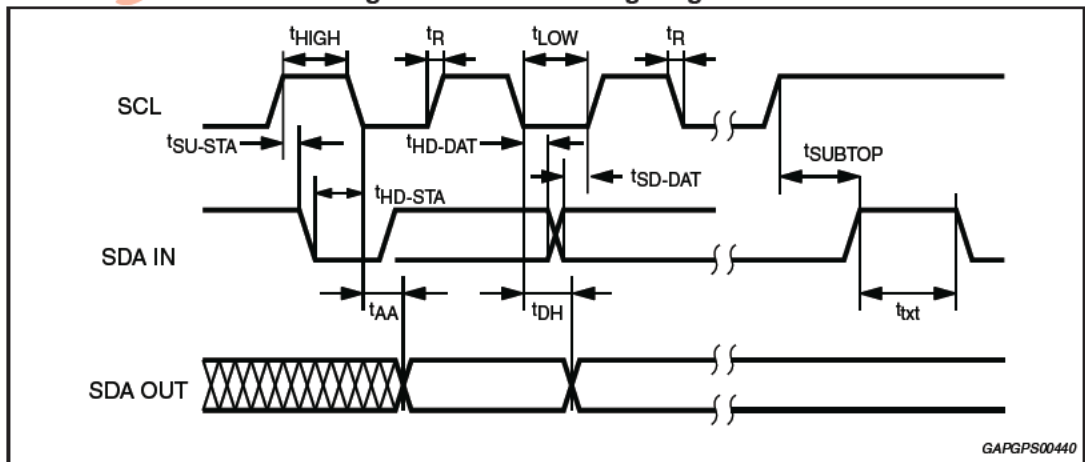 tHIGH tR tLOW tR
SCL
tSU-STA tHD-DAT tSUBTOP
tSD-DAT
tHD-STA
SDA IN
tAA tDH ttxt
SDA OUT
GAPGPS00440